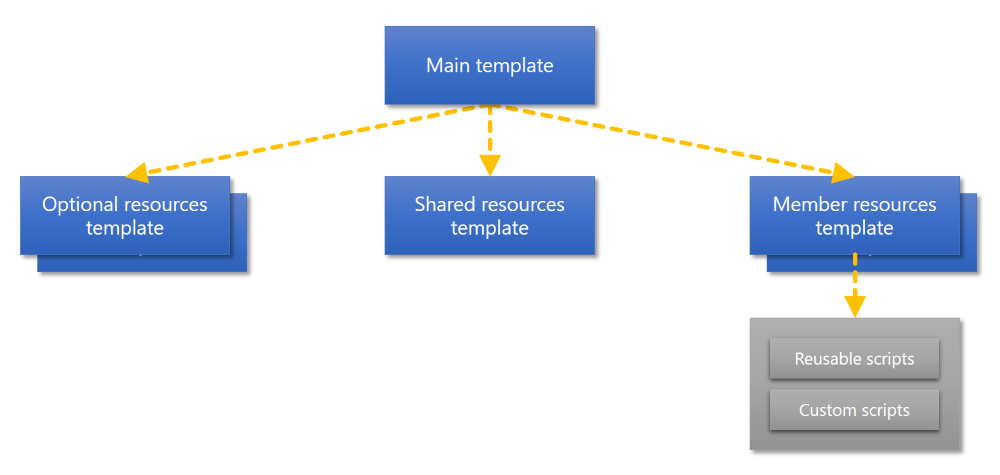 Main template
Optional resources
template
Shared resources
template
Member resources
template
Reusable scripts
Custom scripts